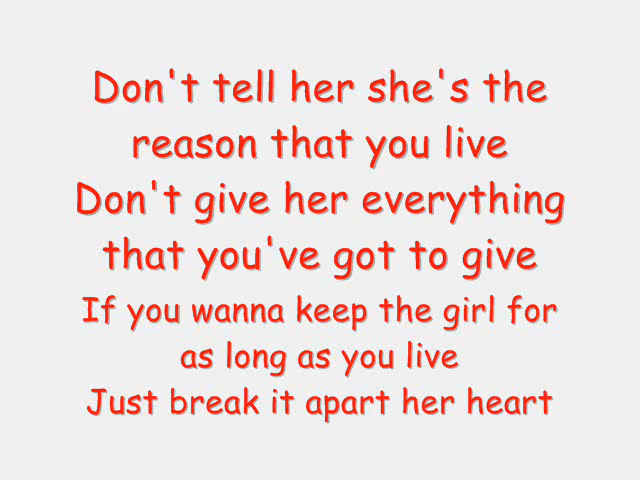 Don't tell her she's the
reason that you live
Don't give her everything
that you've got to give
If you wanna keep the girl for
as long as you live
Just break it apart her heart